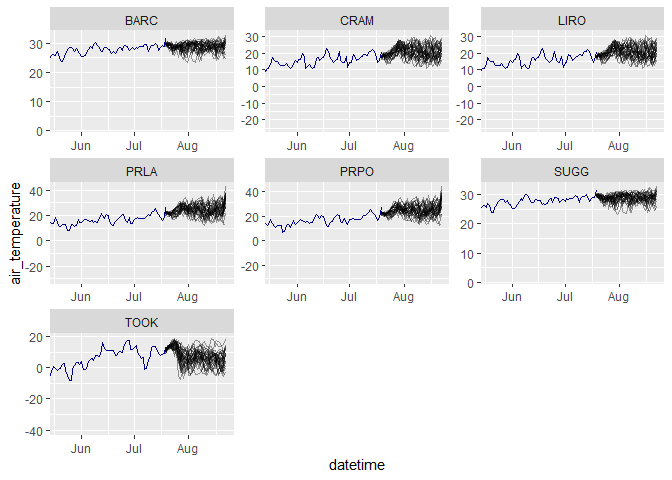 BARC CRAM LIRO
30 30 30
20 20 20
10 10 10
0 0 0
-10 -10
-20 -20
Jun Jul Aug Jun Jul Aug Jun Jul Aug
PRLA PRPO SUGG
40 40 30
20 20 20
0 0 10
-20 -20 0
Jun Jul Aug Jun Jul Aug Jun Jul Aug
air_temperature
TOOK
20
0
-20
-40
Jun Jul Aug
datetime